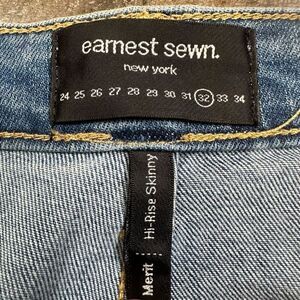 earnest sewn.
new york
24 25 26 27 28 29 30 31 32 33 34
Hi-Rise Skinny
Merit